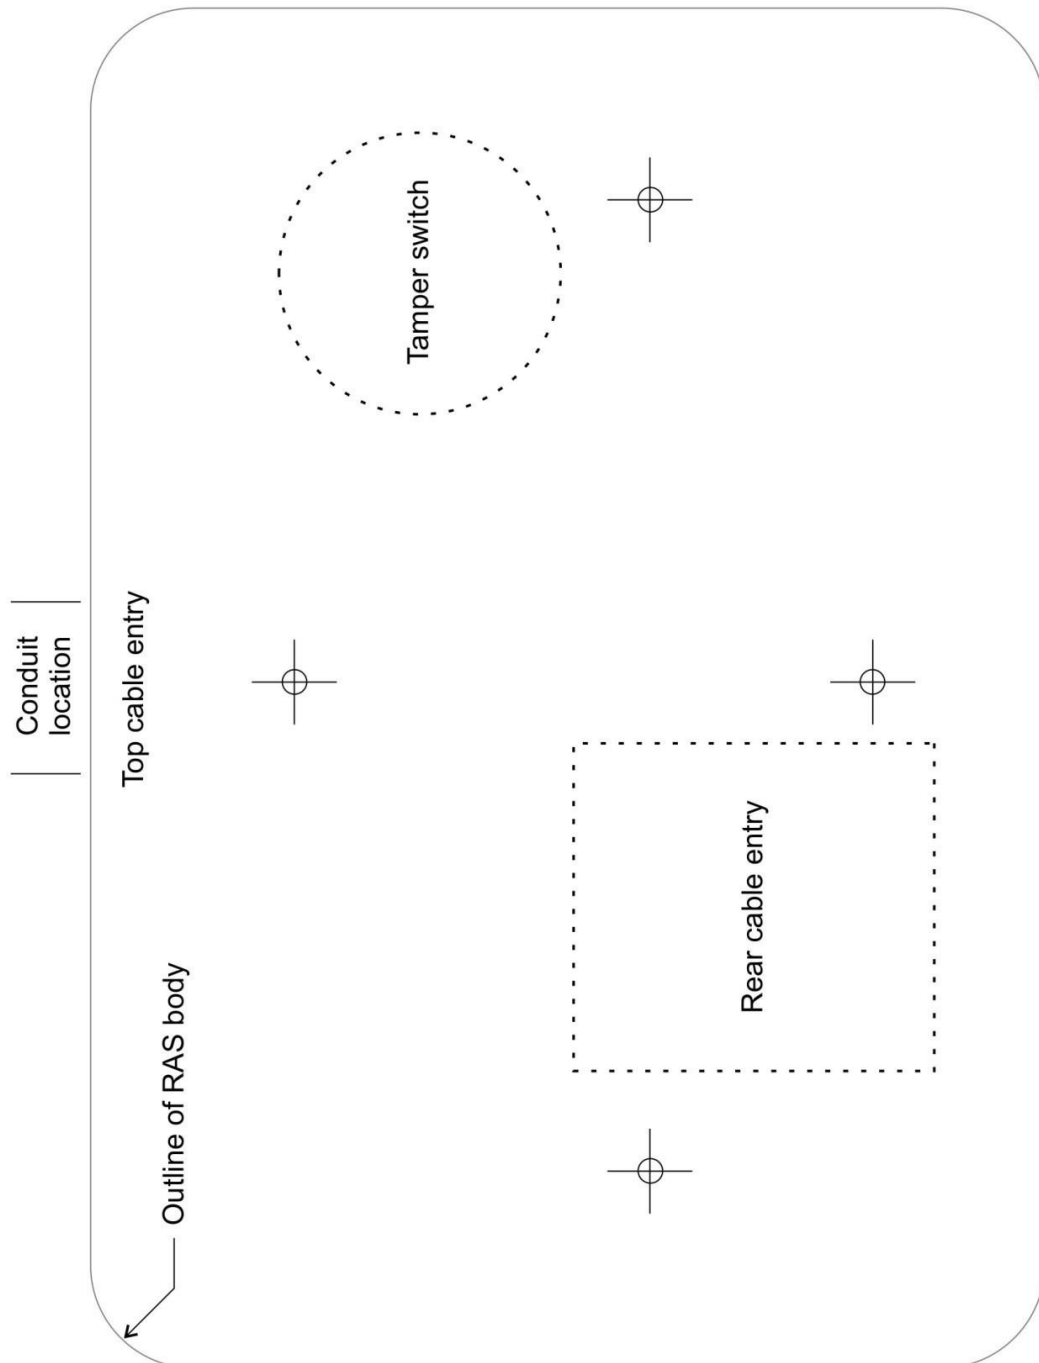 Conduit
location
Top cable entry
Tamper switch
Outline of RAS body
Rear cable entry